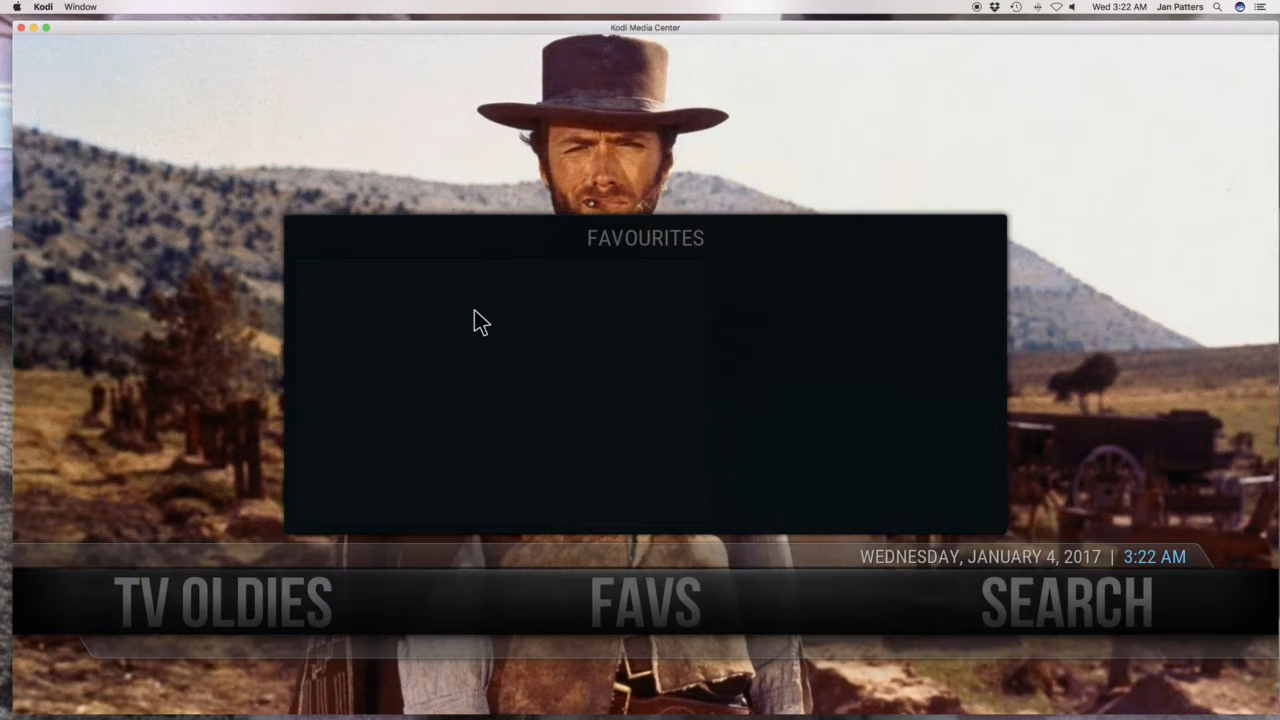 Kodi Window Wed 3:22 AM Jan Patters
Kodi Media Center
FAVOURITES
WEDNESDAY, JANUARY 4, 2017 | 3:22 AM
TV OLDIES FAVS SEARCH